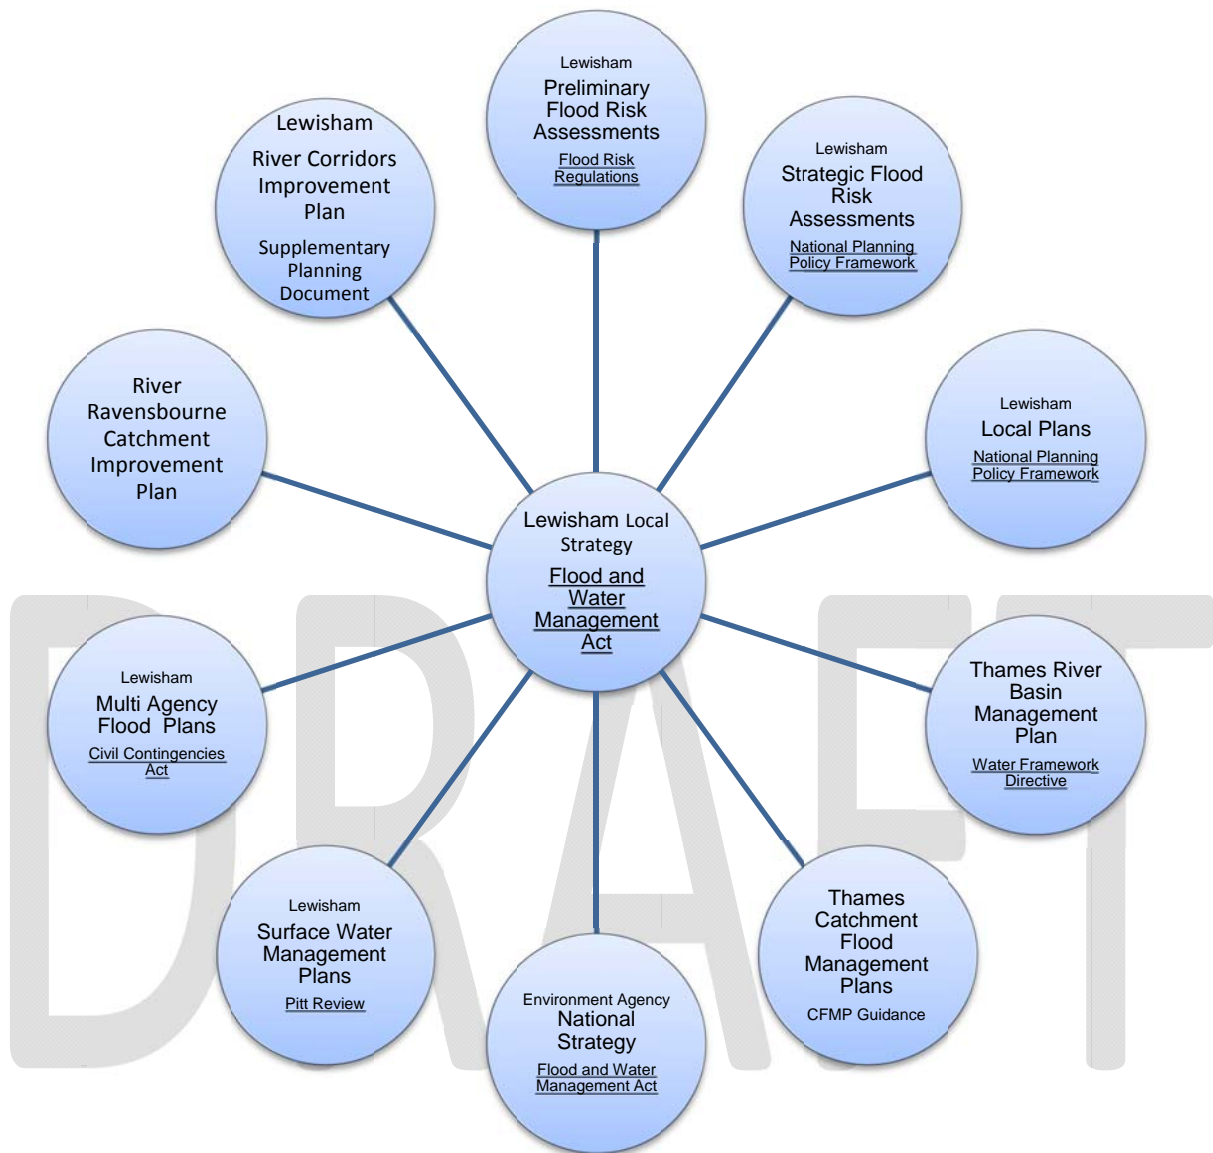 Lewisham
Preliminary
Flood Risk
Assessments
Flood Risk
Regulations
Lewisham
Strategic Flood
Risk
Assessments
National Planning
Policy Framework
Lewisham
Local Plans
National Planning
Policy Framework
Thames River
Basin
Management
Plan
Water Framework
Directive
Thames
Catchment
Flood
Management
Plans
CFMP Guidance
Environment Agency
National
Strategy
Flood and Water
Management Act
Lewisham
Surface Water
Management
Plans
Pitt Review
Lewisham
Multi Agency
Flood Plans
Civil Contingencies
Act
River
Ravensbourne
Catchment
Improvement
Plan
Lewisham
River Corridors
Improvement
Plan
Supplementary
Planning
Document
Lewisham Local
Strategy
Flood and
Water
Management
Act
DRAFT